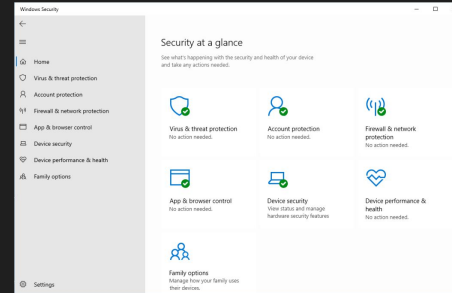 Windows Security
Home
Virus & threat protection
Account protection
Firewall & network protection
App & browser control
Device security
Device performance & health
Family options
Settings
Security at a glance
See what's happening with the security and health of your device
and take any actions needed.
Virus & threat protection
No action needed.
Account protection
No action needed.
Firewall & network
protection
No action needed.
App & browser control
No action needed.
Device security
View status and manage
hardware security features
Device performance &
health
No action needed.
Family options
Manage how your family uses
their devices.